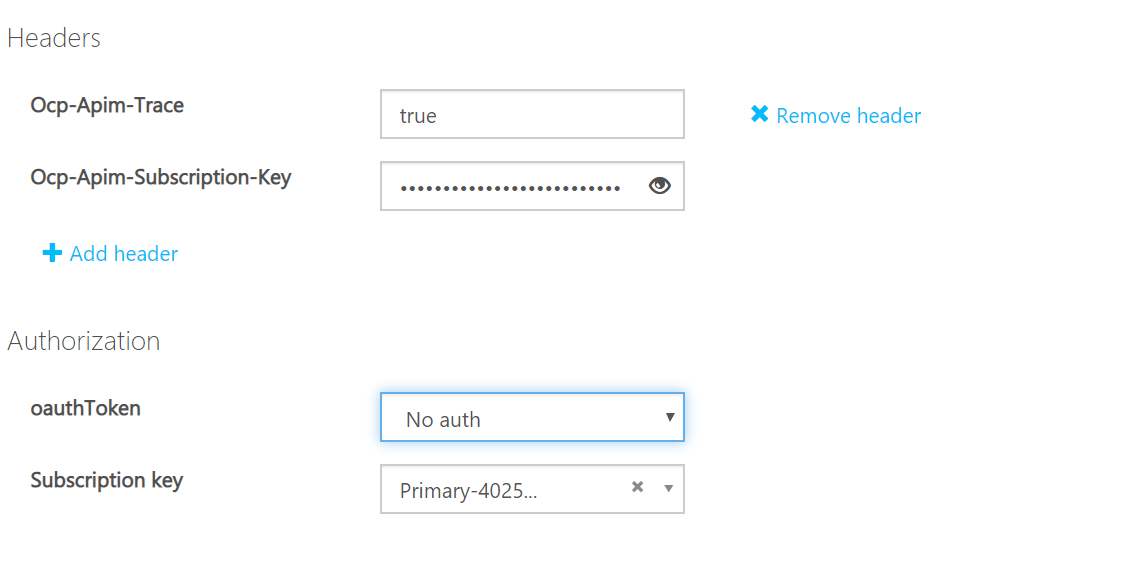 Headers
Ocp-Apim-Trace
true
Remove header
Ocp-Apim-Subscription-Key
••••••••••••••••••••••••••
Add header
Authorization
oauthToken
No auth
Subscription key
Primary-4025...